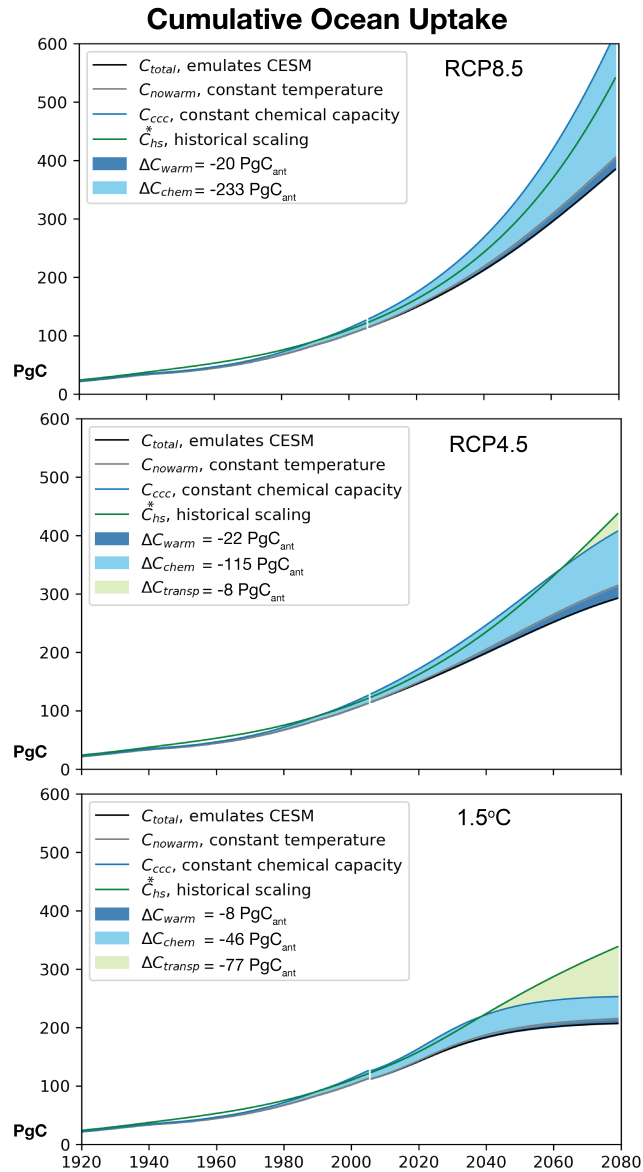 Cumulative Ocean Uptake
600
500
400
300
200
100
0
PgC
RCP8.5
C_total, emulates CESM
C_nowarm, constant temperature
C_ccc, constant chemical capacity
C*_hs, historical scaling
ΔC_warm = -20 PgC_ant
ΔC_chem = -233 PgC_ant
600
500
400
300
200
100
0
PgC
RCP4.5
C_total, emulates CESM
C_nowarm, constant temperature
C_ccc, constant chemical capacity
C*_hs, historical scaling
ΔC_warm = -22 PgC_ant
ΔC_chem = -115 PgC_ant
ΔC_transp = -8 PgC_ant
600
500
400
300
200
100
0
PgC
1.5°C
C_total, emulates CESM
C_nowarm, constant temperature
C_ccc, constant chemical capacity
C*_hs, historical scaling
ΔC_warm = -8 PgC_ant
ΔC_chem = -46 PgC_ant
ΔC_transp = -77 PgC_ant
1920 1940 1960 1980 2000 2020 2040 2060 2080